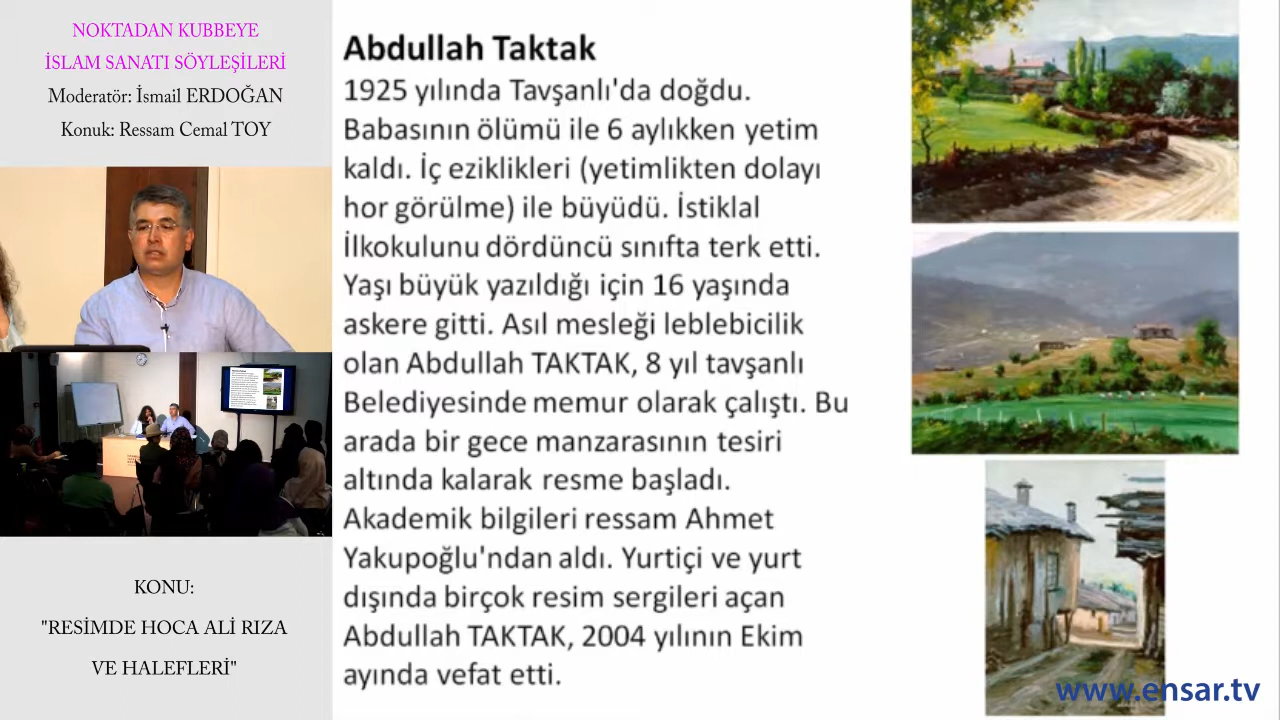 NOKTADAN KUBBEYE
İSLAM SANATI SÖYLEŞİLERİ
Moderatör: İsmail ERDOĞAN
Konuk: Ressam Cemal TOY
KONU:
"RESİMDE HOCA ALİ RIZA
VE HALEFLERİ"
Abdullah Taktak
1925 yılında Tavşanlı'da doğdu.
Babasının ölümü ile 6 aylıkken yetim
kaldı. İç eziklikleri (yetimlikten dolayı
hor görülme) ile büyüdü. İstiklal
İlkokulunu dördüncü sınıfta terk etti.
Yaşı büyük yazıldığı için 16 yaşında
askere gitti. Asıl mesleği leblebicilik
olan Abdullah TAKTAK, 8 yıl tavşanlı
Belediyesinde memur olarak çalıştı. Bu
arada bir gece manzarasının tesiri
altında kalarak resme başladı.
Akademik bilgileri ressam Ahmet
Yakupoğlu'ndan aldı. Yurtiçi ve yurt
dışında birçok resim sergileri açan
Abdullah TAKTAK, 2004 yılının Ekim
ayında vefat etti.
www.ensar.tv